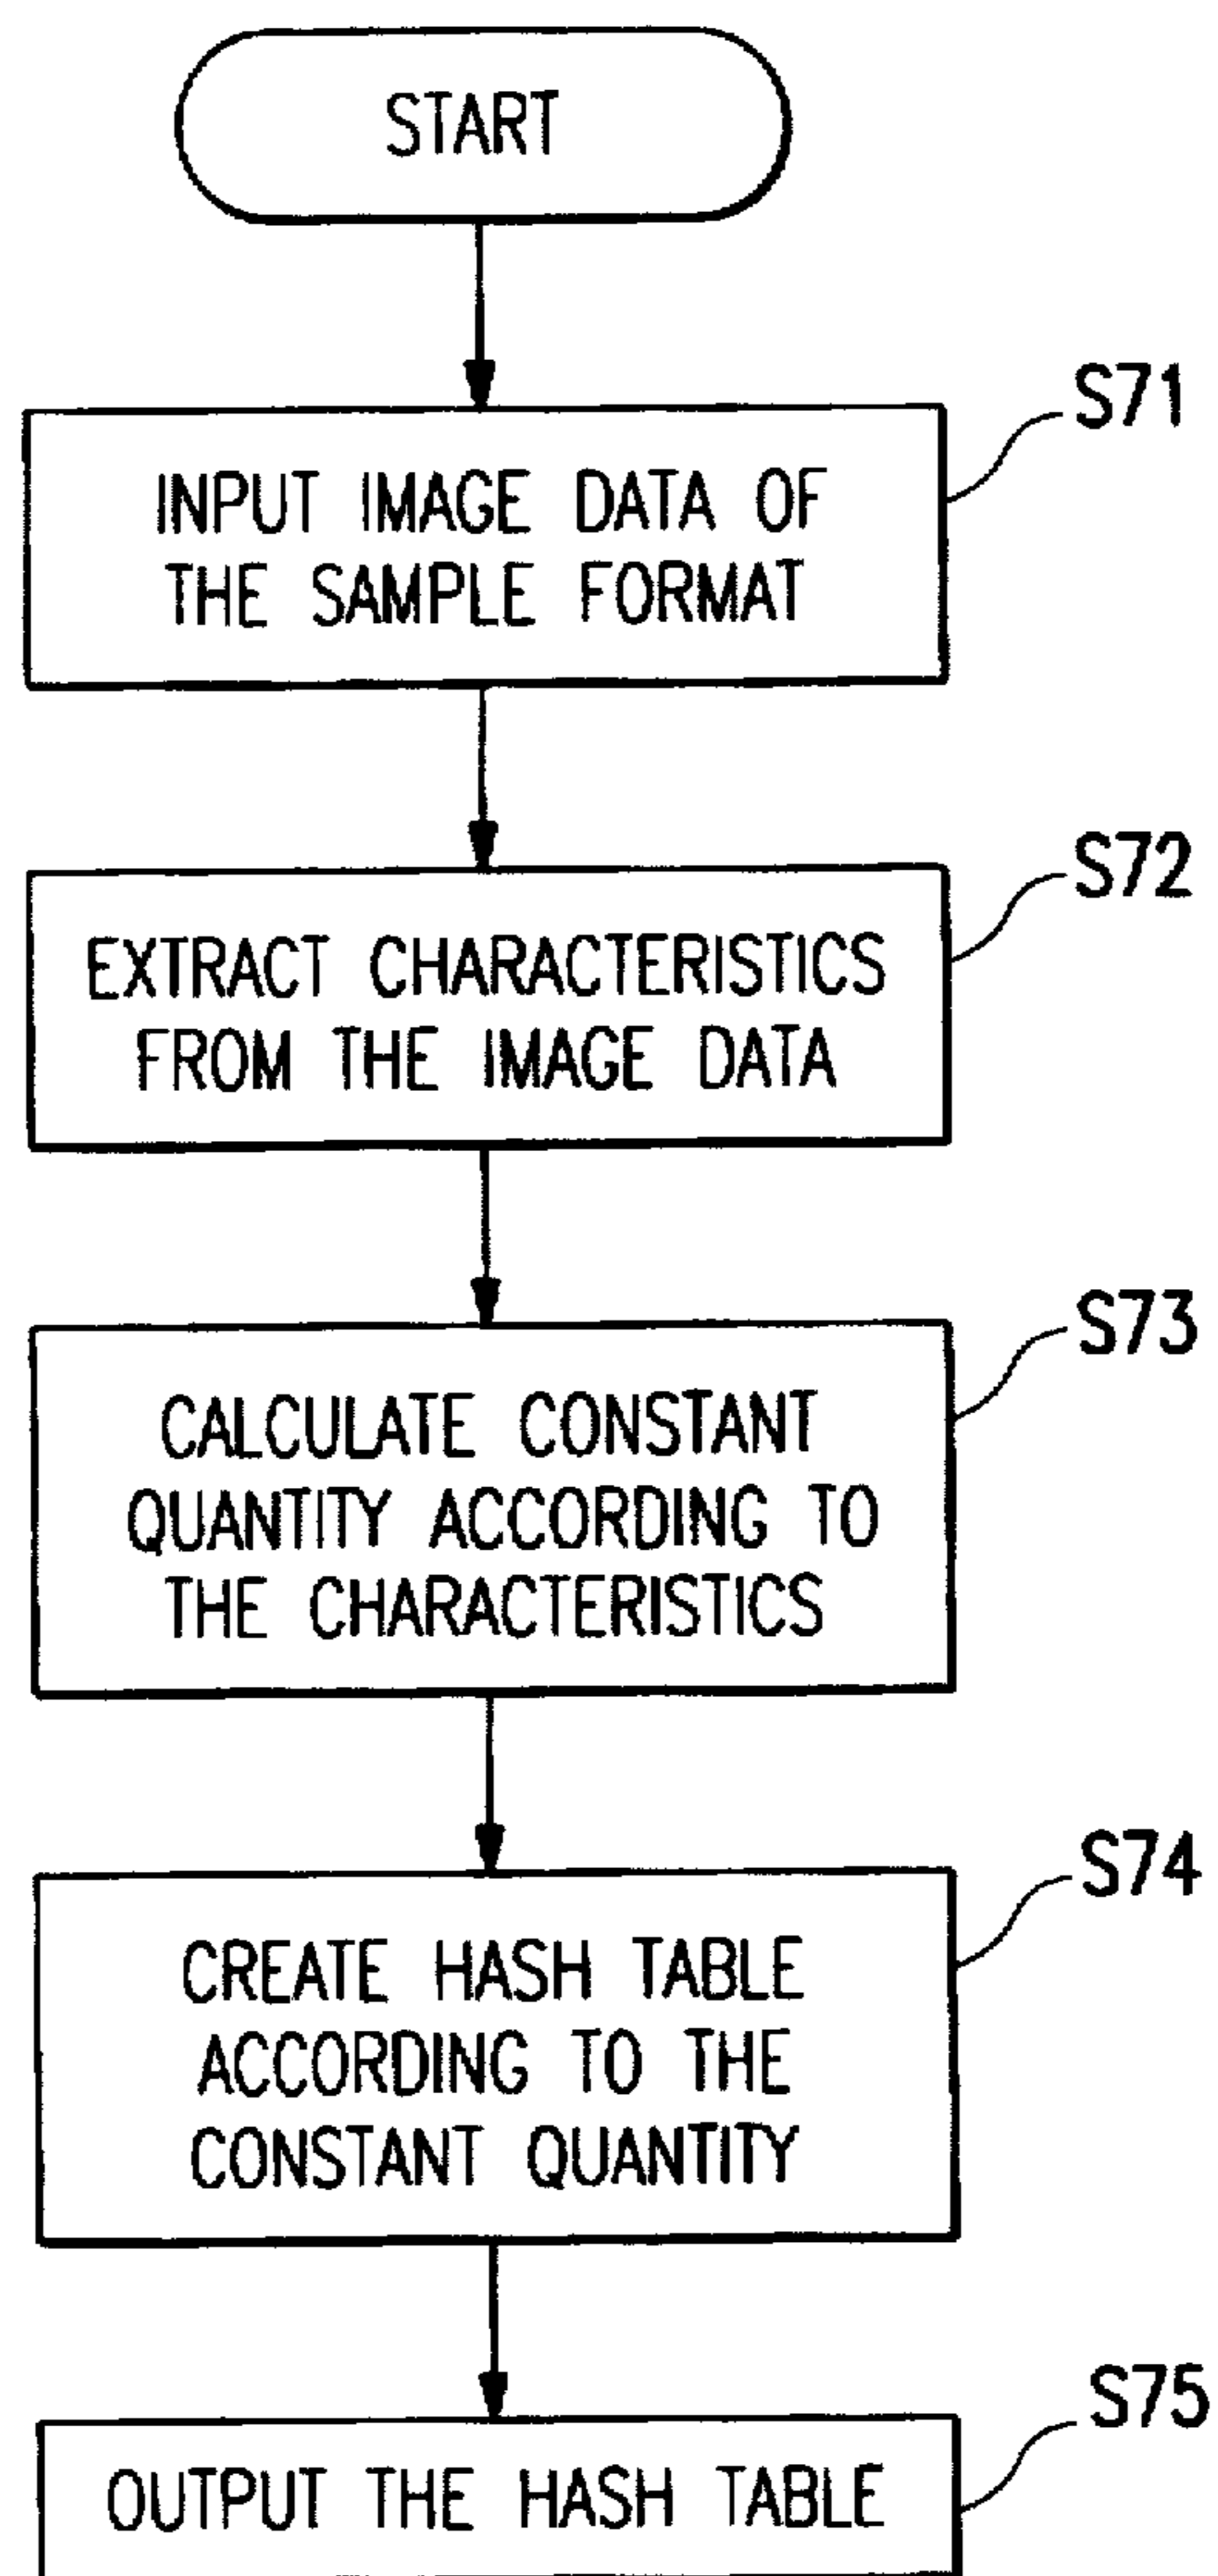 START
S71
INPUT IMAGE DATA OF
THE SAMPLE FORMAT
S72
EXTRACT CHARACTERISTICS
FROM THE IMAGE DATA
S73
CALCULATE CONSTANT
QUANTITY ACCORDING TO
THE CHARACTERISTICS
S74
CREATE HASH TABLE
ACCORDING TO THE
CONSTANT QUANTITY
S75
OUTPUT THE HASH TABLE